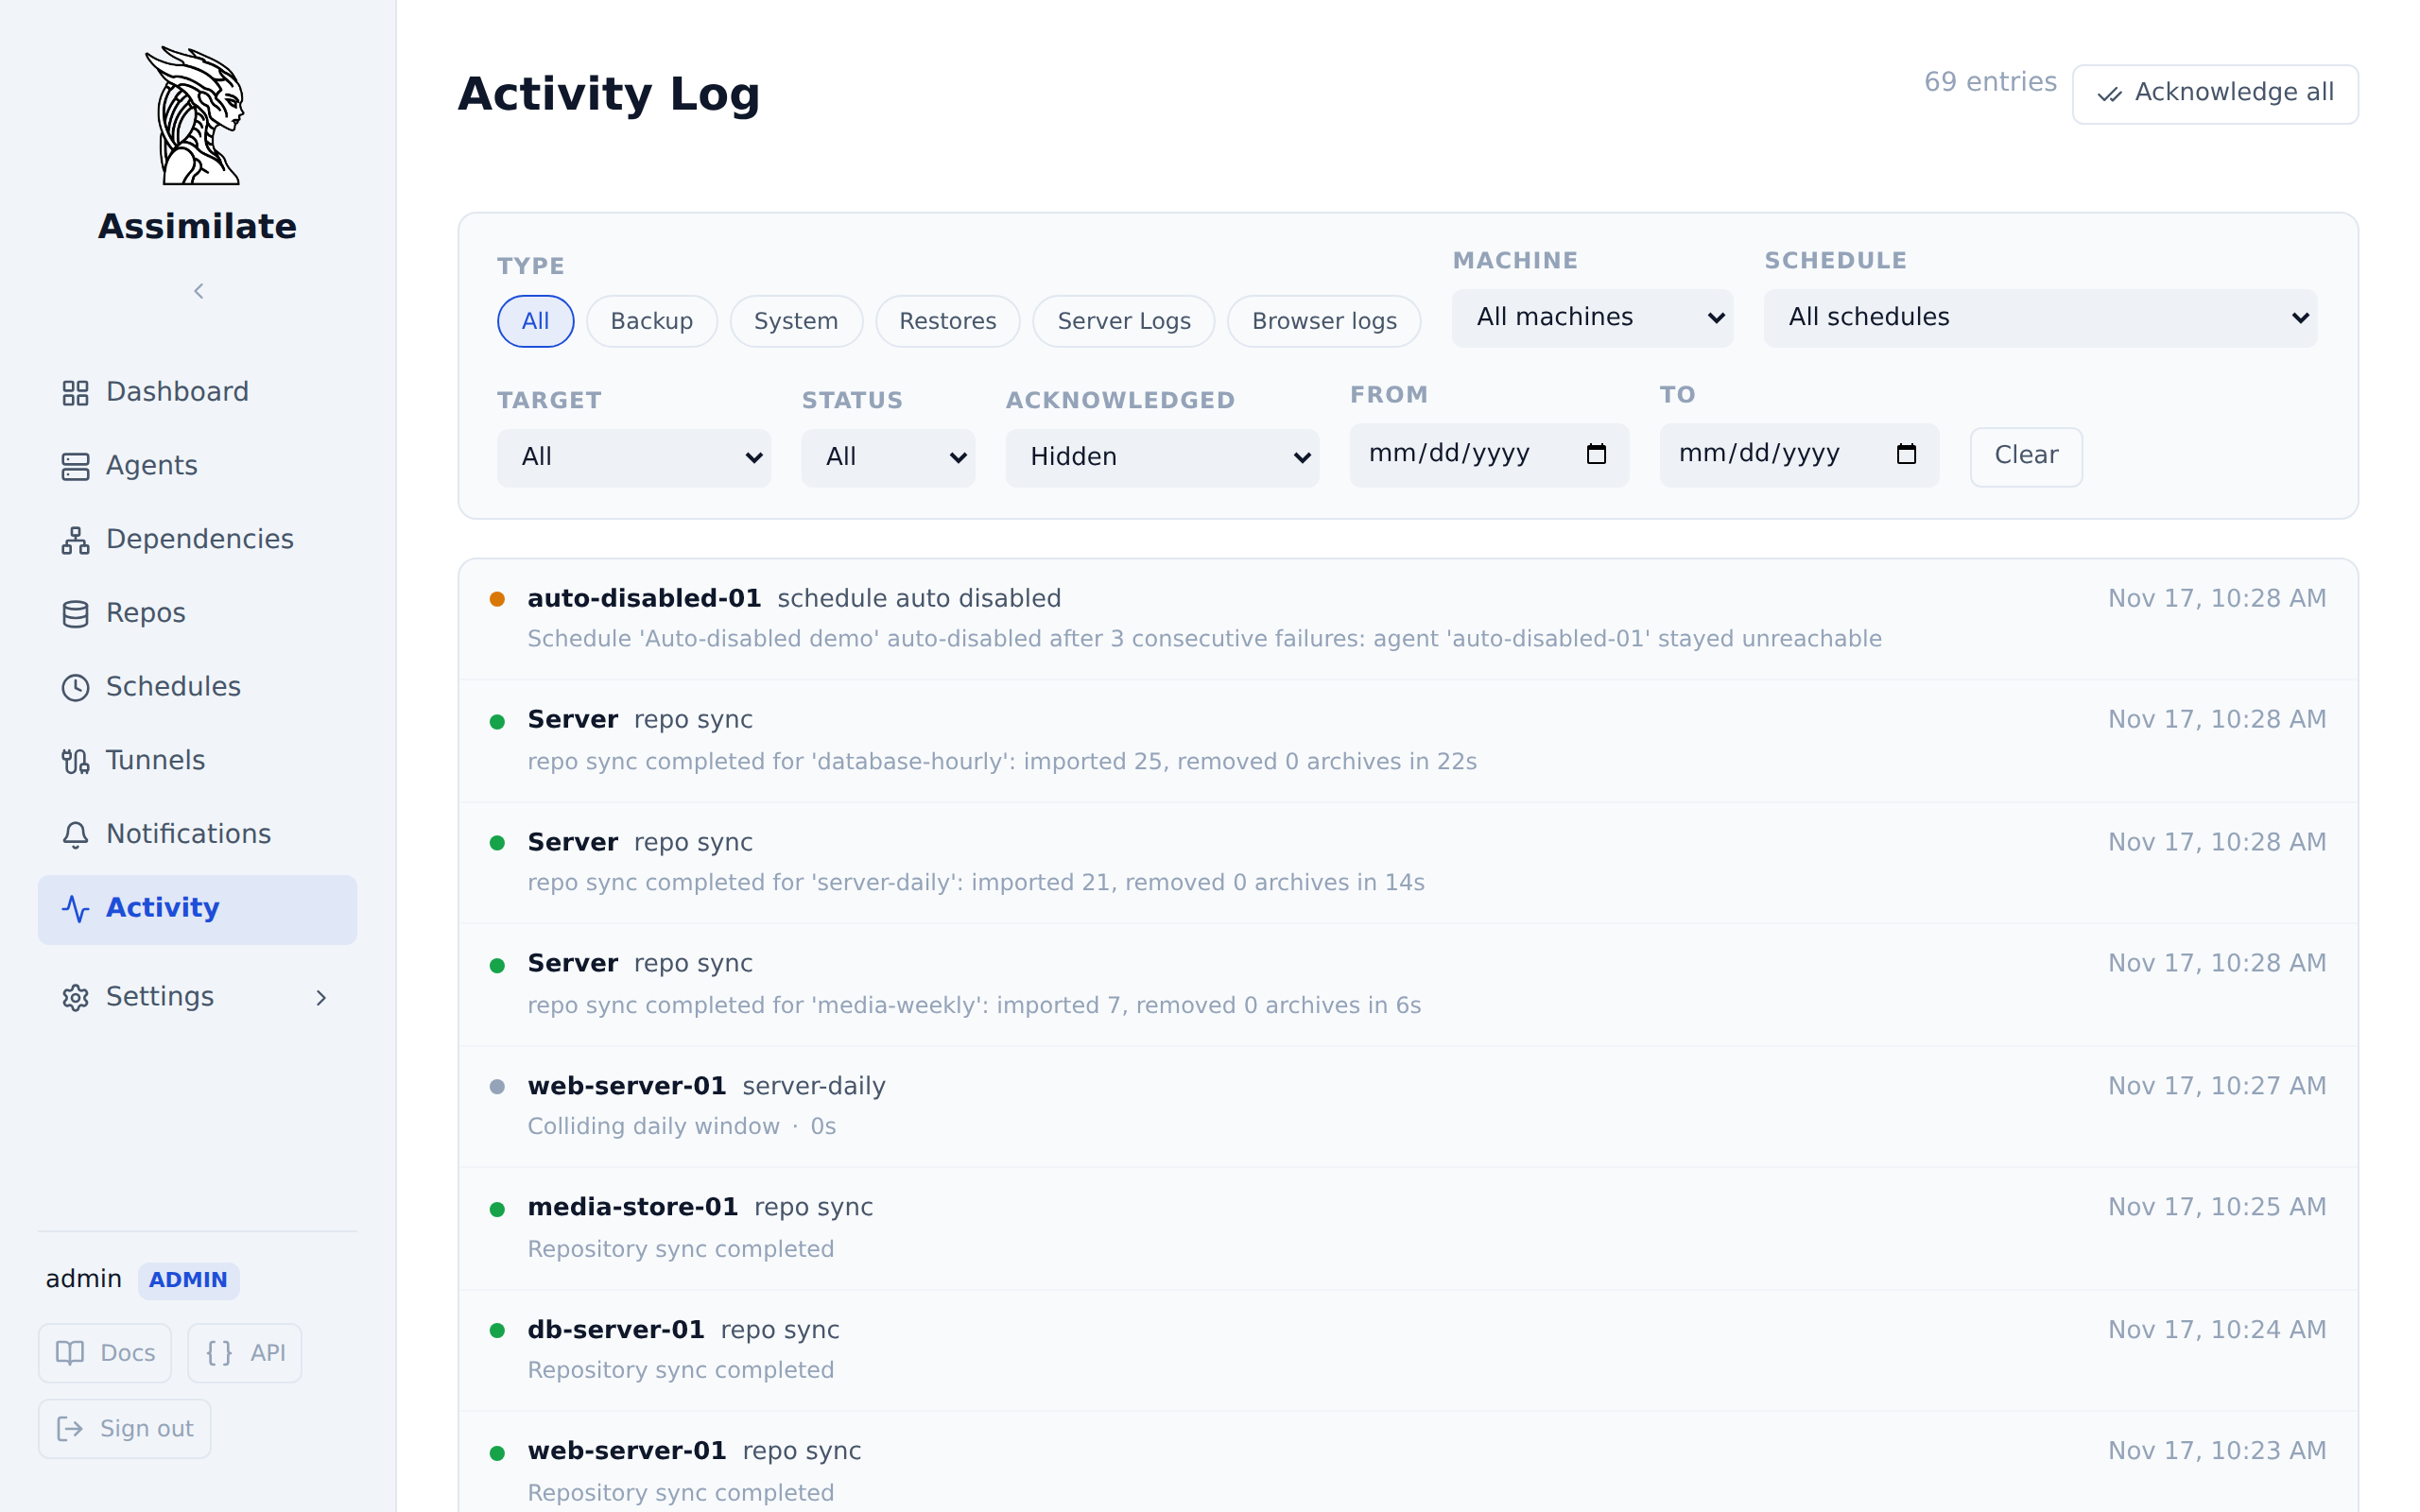 Assimilate
Dashboard
Agents
Dependencies
Repos
Schedules
Tunnels
Notifications
Activity
Settings
admin ADMIN
Docs
API
Sign out
Activity Log
69 entries
Acknowledge all
TYPE
All
Backup
System
Restores
Server Logs
Browser logs
MACHINE
All machines
SCHEDULE
All schedules
TARGET
All
STATUS
All
ACKNOWLEDGED
Hidden
FROM
mm/dd/yyyy
TO
mm/dd/yyyy
Clear
auto-disabled-01 schedule auto disabled Nov 17, 10:28 AM
Schedule 'Auto-disabled demo' auto-disabled after 3 consecutive failures: agent 'auto-disabled-01' stayed unreachable
Server repo sync Nov 17, 10:28 AM
repo sync completed for 'database-hourly': imported 25, removed 0 archives in 22s
Server repo sync Nov 17, 10:28 AM
repo sync completed for 'server-daily': imported 21, removed 0 archives in 14s
Server repo sync Nov 17, 10:28 AM
repo sync completed for 'media-weekly': imported 7, removed 0 archives in 6s
web-server-01 server-daily Nov 17, 10:27 AM
Colliding daily window · 0s
media-store-01 repo sync Nov 17, 10:25 AM
Repository sync completed
db-server-01 repo sync Nov 17, 10:24 AM
Repository sync completed
web-server-01 repo sync Nov 17, 10:23 AM
Repository sync completed